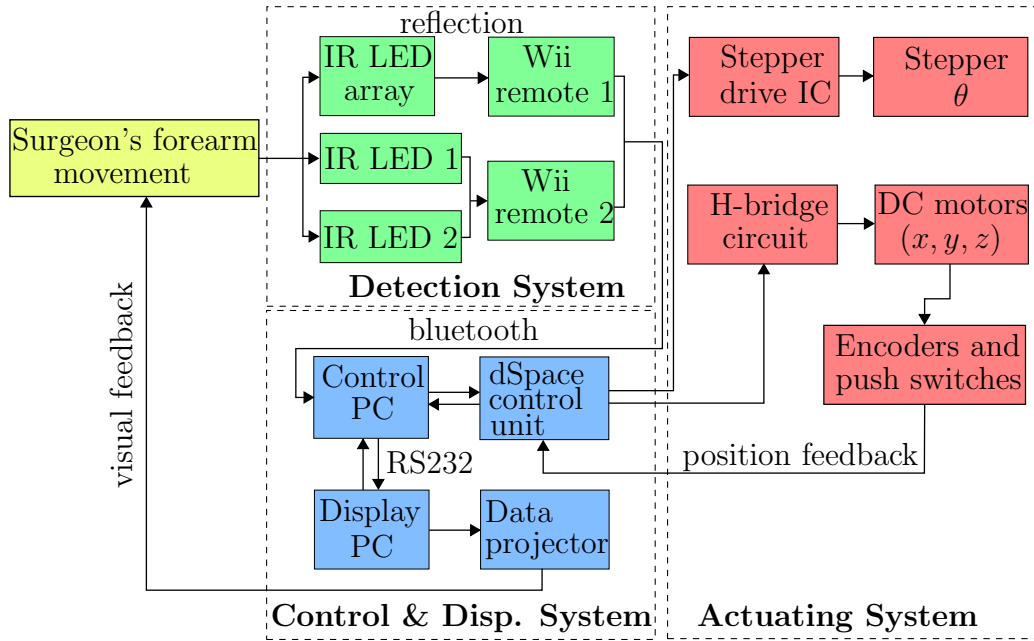 reflection
IR LED
array
Wii
remote 1
Stepper
drive IC
Stepper
θ
Surgeon's forearm
movement
IR LED 1
IR LED 2
Wii
remote 2
H-bridge
circuit
DC motors
(x, y, z)
Detection System
visual feedback
bluetooth
Control
PC
dSpace
control
unit
Encoders and
push switches
RS232
position feedback
Display
PC
Data
projector
Control & Disp. System
Actuating System